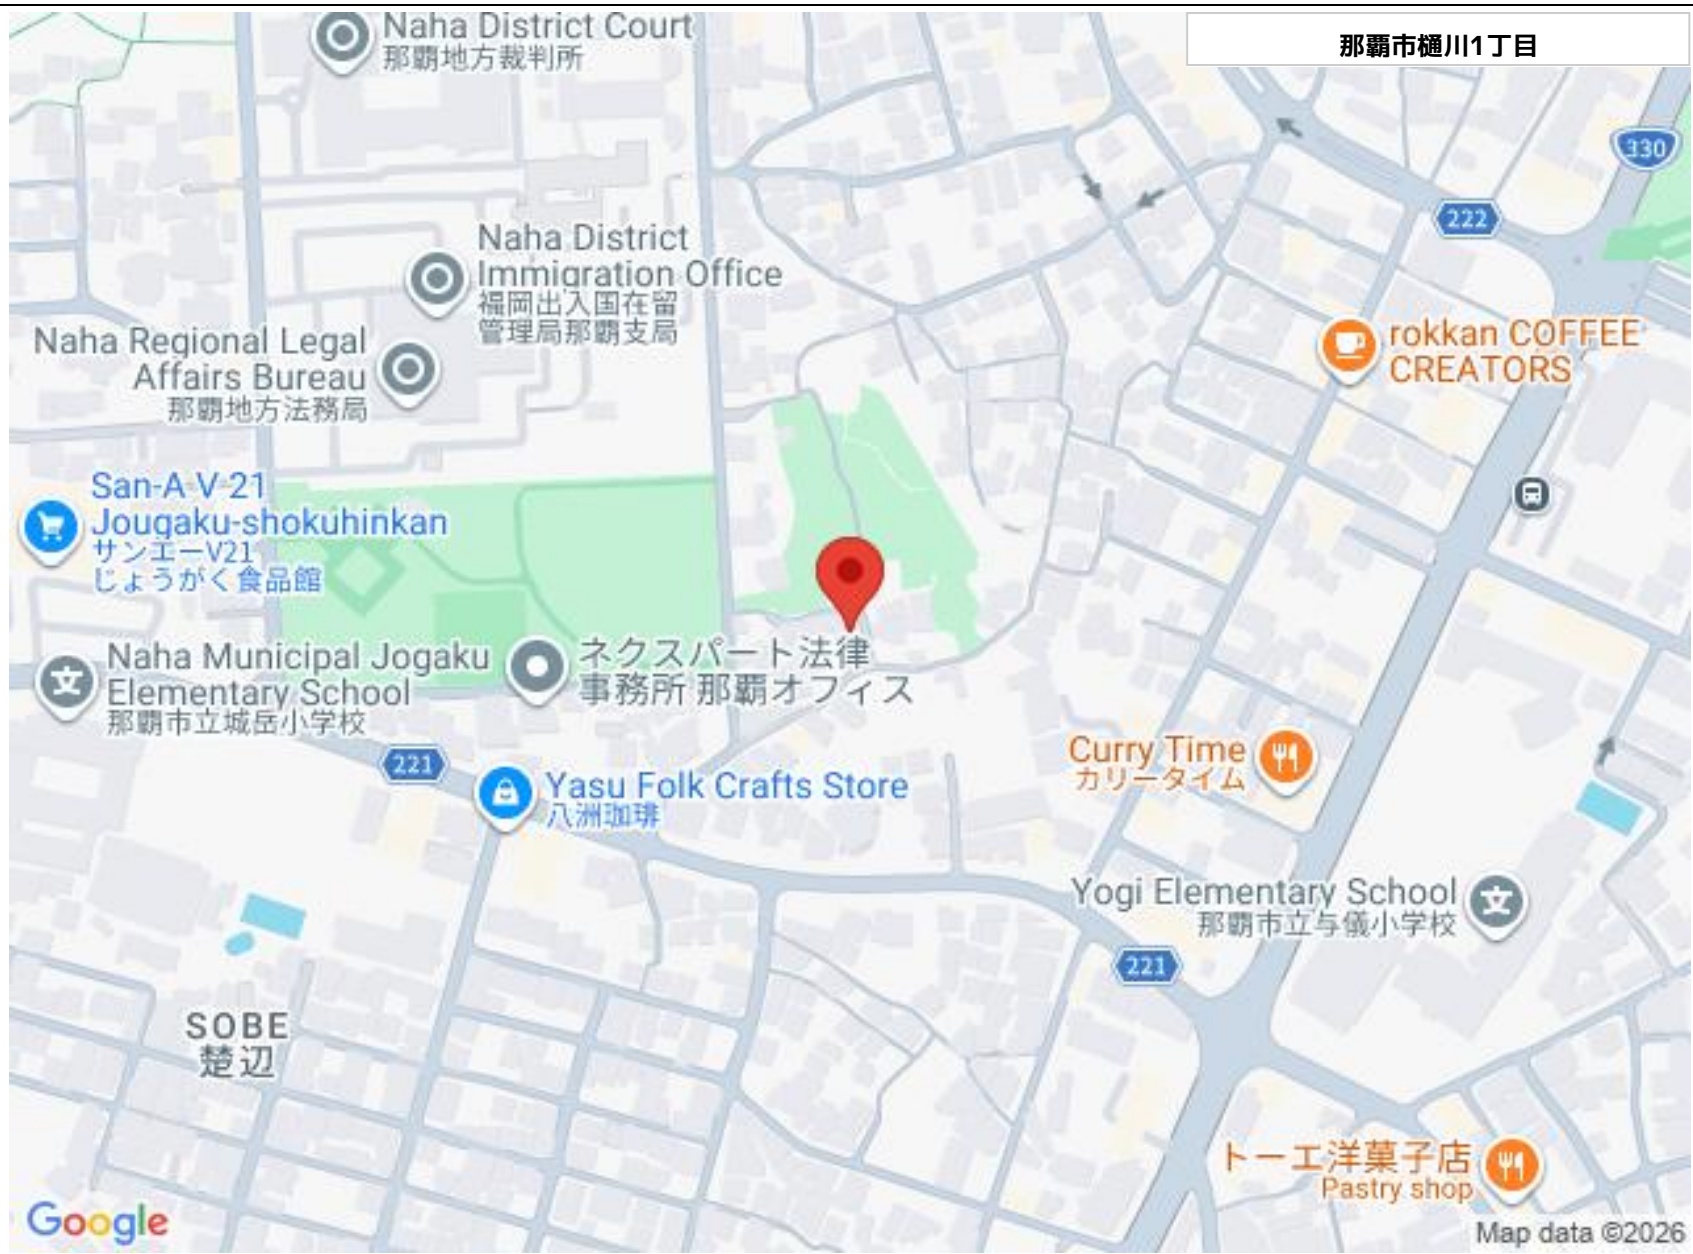 Naha District Court
那覇地方裁判所
那覇市樋川1丁目
330
222
Naha District
Immigration Office
福岡出入国在留
管理局那覇支局
Naha Regional Legal
Affairs Bureau
那覇地方法務局
rokkan COFFEE
CREATORS
San-A V-21
Jougaku-shokuhinkan
サンエーV21
じょうがく食品館
Naha Municipal Jogaku
Elementary School
那覇市立城岳小学校
ネクスパート法律
事務所 那覇オフィス
221
Yasu Folk Crafts Store
八洲珈琲
Curry Time
カリータイム
Yogi Elementary School
那覇市立与儀小学校
221
SOBE
楚辺
トーエ洋菓子店
Pastry shop
Google
Map data ©2026